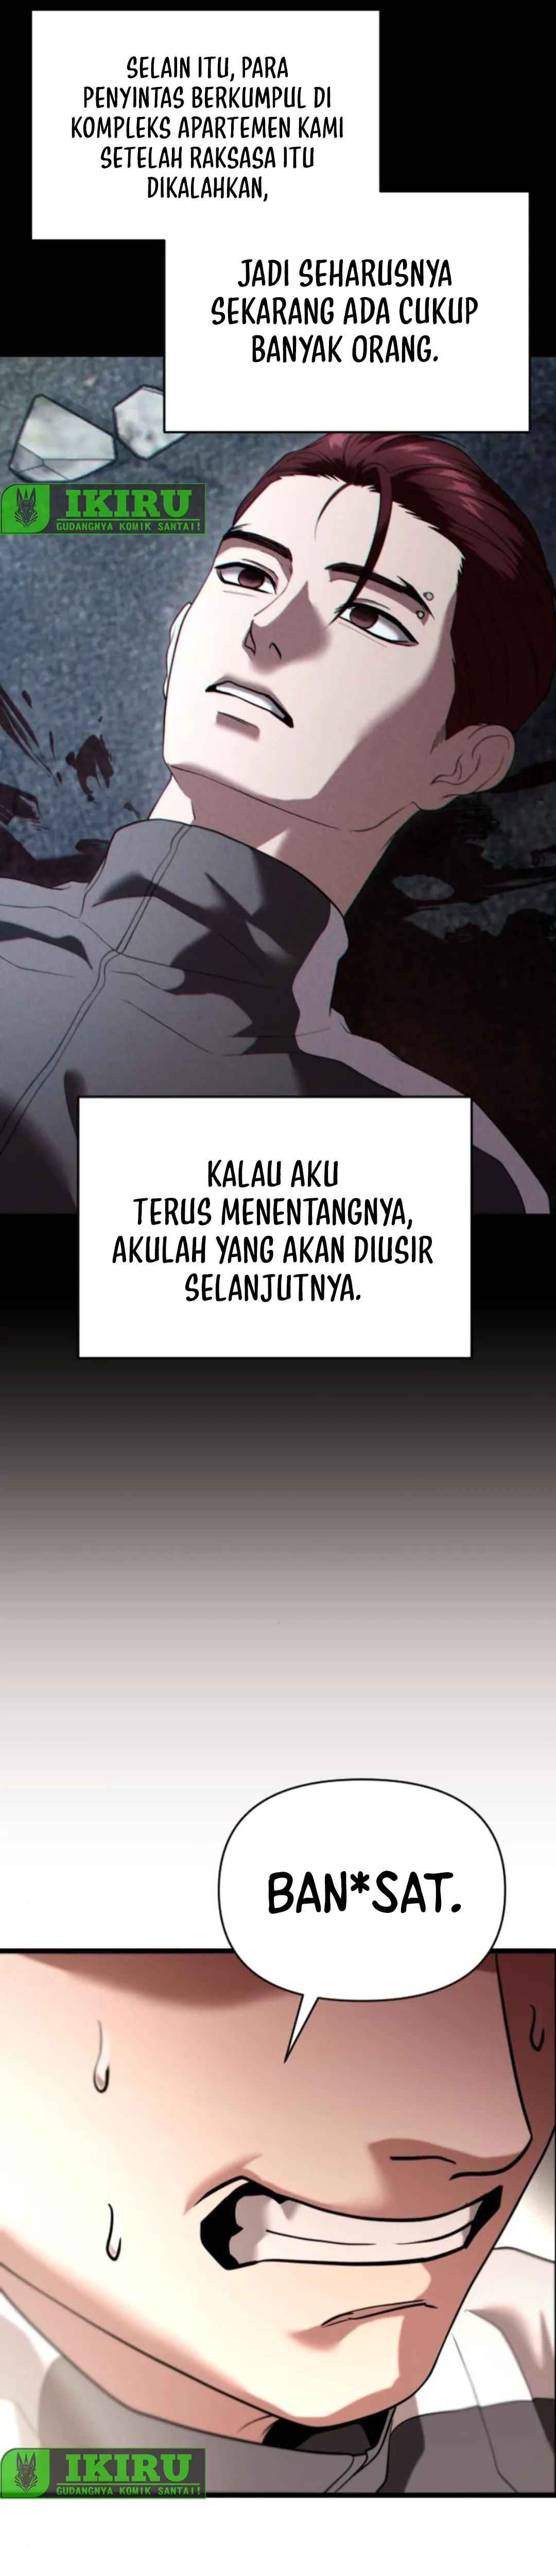 SELAIN ITU, PARA
PENYINTAS BERKUMPUL DI
KOMPLEKS APARTEMEN KAMI
SETELAH RAKSASA ITU
DIKALAHKAN,
JADI SEHARUSNYA
SEKARANG ADA CUKUP
BANYAK ORANG.
IKIRU
GUDANGNYA KOMIK SANTAI!
KALAU AKU
TERUS MENENTANGNYA,
AKULAH YANG AKAN DIUSIR
SELANJUTNYA.
BAN*SAT.
IKIRU
GUDANGNYA KOMIK SANTAI!